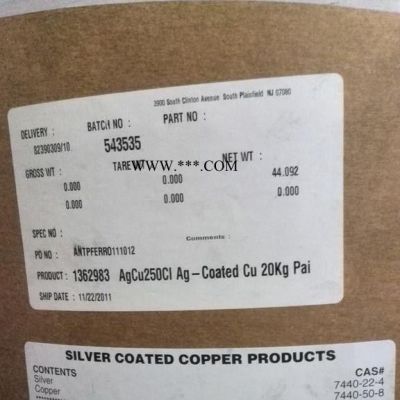 3900 South Clinton Avenue South Plainfield NJ 07080
DELIVERY : BATCH NO : PART NO :
82390309/10 543535
GROSS WT : TARE WT NET WT :
0.000 0.000 44.092
0.000 0.000 0.000
WWW.***.COM
SPEC NO : Comments :
PO NO : ANTPFERRO111012
PRODUCT : 1362983 AgCu250Cl Ag-Coated Cu 20Kg Pai
SHIP DATE : 11/22/2011
SILVER COATED COPPER PRODUCTS
CONTENTS CAS#
Silver 7440-22-4
Copper 7440-50-8